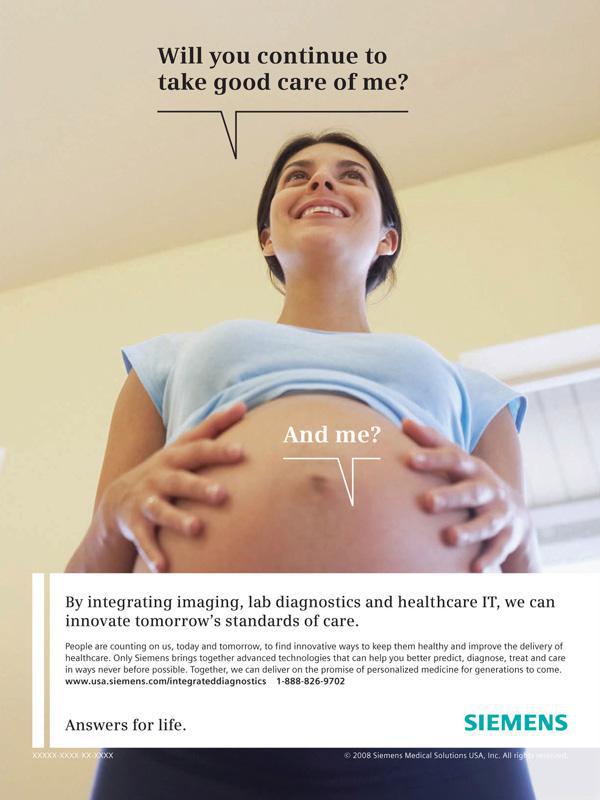 Will you continue to
take good care of me?
And me?
By integrating imaging, lab diagnostics and healthcare IT, we can
innovate tomorrow's standards of care.
People are counting on us, today and tomorrow, to find innovative ways to keep them healthy and improve the delivery of
healthcare. Only Siemens brings together advanced technologies that can help you better predict, diagnose, treat and care
in ways never before possible. Together, we can deliver on the promise of personalized medicine for generations to come.
www.usa.siemens.com/integrateddiagnostics 1-888-826-9702
Answers for life.
SIEMENS
XXXXX-XXXX-XX-XXXX
© 2008 Siemens Medical Solutions USA, Inc. All rights reserved.